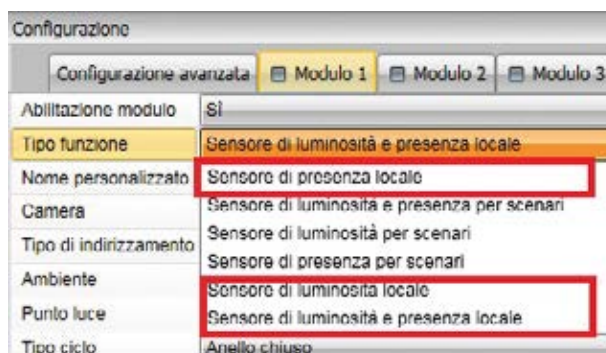 Configurazione
Configurazione avanzata Modulo 1 Modulo 2 Modulo 3
Abilitazione modulo Sì
Tipo funzione Sensore di luminosità e presenza locale
Nome personalizzato Sensore di presenza locale
Camera Sensore di luminosità e presenza per scenari
Tipo di indirizzamento Sensore di luminosità per scenari
Sensore di presenza per scenari
Ambiente Sensore di luminosità locale
Punto luce Sensore di luminosità e presenza locale
Tipo ciclo Anello chiuso